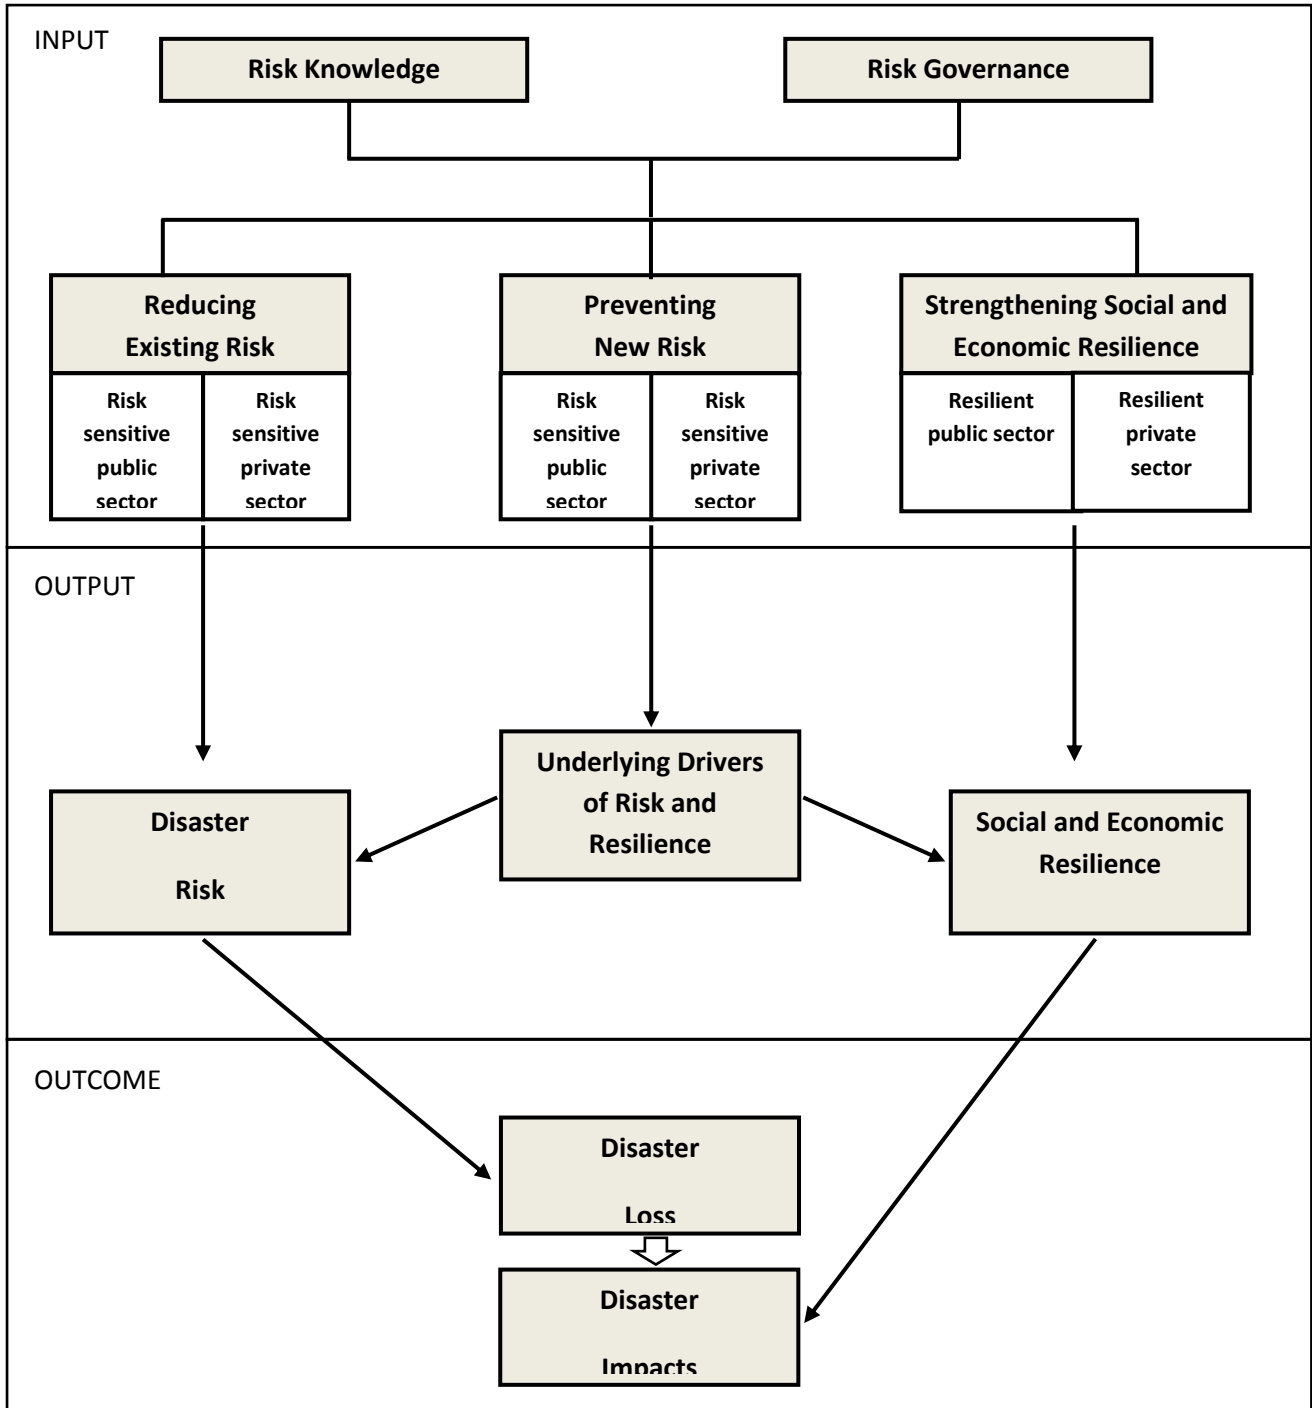 INPUT
Risk Knowledge
Risk Governance
Reducing
Existing Risk
Preventing
New Risk
Strengthening Social and
Economic Resilience
Risk
sensitive
public
sector
Risk
sensitive
private
sector
Risk
sensitive
public
sector
Risk
sensitive
private
sector
Resilient
public sector
Resilient
private
sector
OUTPUT
Underlying Drivers
of Risk and
Resilience
Disaster
Risk
Social and Economic
Resilience
OUTCOME
Disaster
Loss
Disaster
Impacts